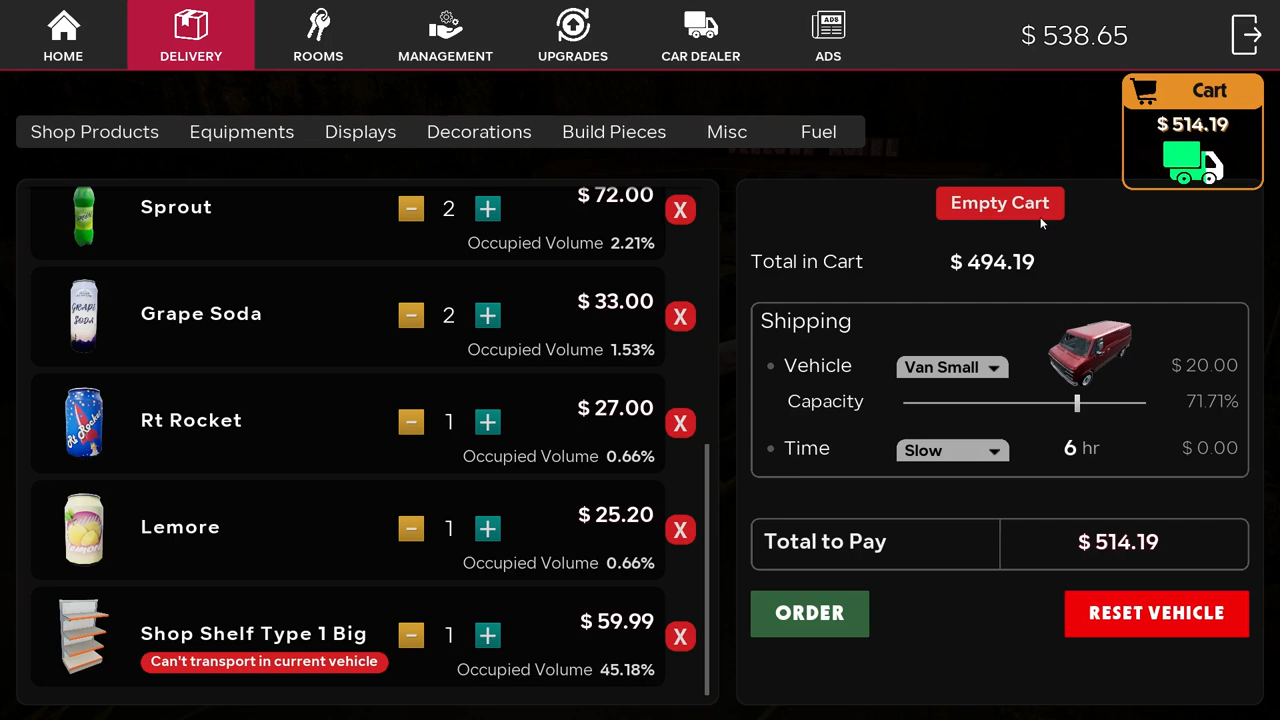 HOME
DELIVERY
ROOMS
MANAGEMENT
UPGRADES
CAR DEALER
ADS
ADS
$ 538.65
Cart
$ 514.19
Shop Products
Equipments
Displays
Decorations
Build Pieces
Misc
Fuel
Sprout
2
$ 72.00
X
Occupied Volume 2.21%
Grape Soda
2
$ 33.00
X
Occupied Volume 1.53%
Rt Rocket
1
$ 27.00
X
Occupied Volume 0.66%
Lemore
1
$ 25.20
X
Occupied Volume 0.66%
Shop Shelf Type 1 Big
1
$ 59.99
X
Can't transport in current vehicle
Occupied Volume 45.18%
Empty Cart
Total in Cart $ 494.19
Shipping
Vehicle Van Small $ 20.00
Capacity 71.71%
Time Slow 6 hr $ 0.00
Total to Pay $ 514.19
ORDER
RESET VEHICLE